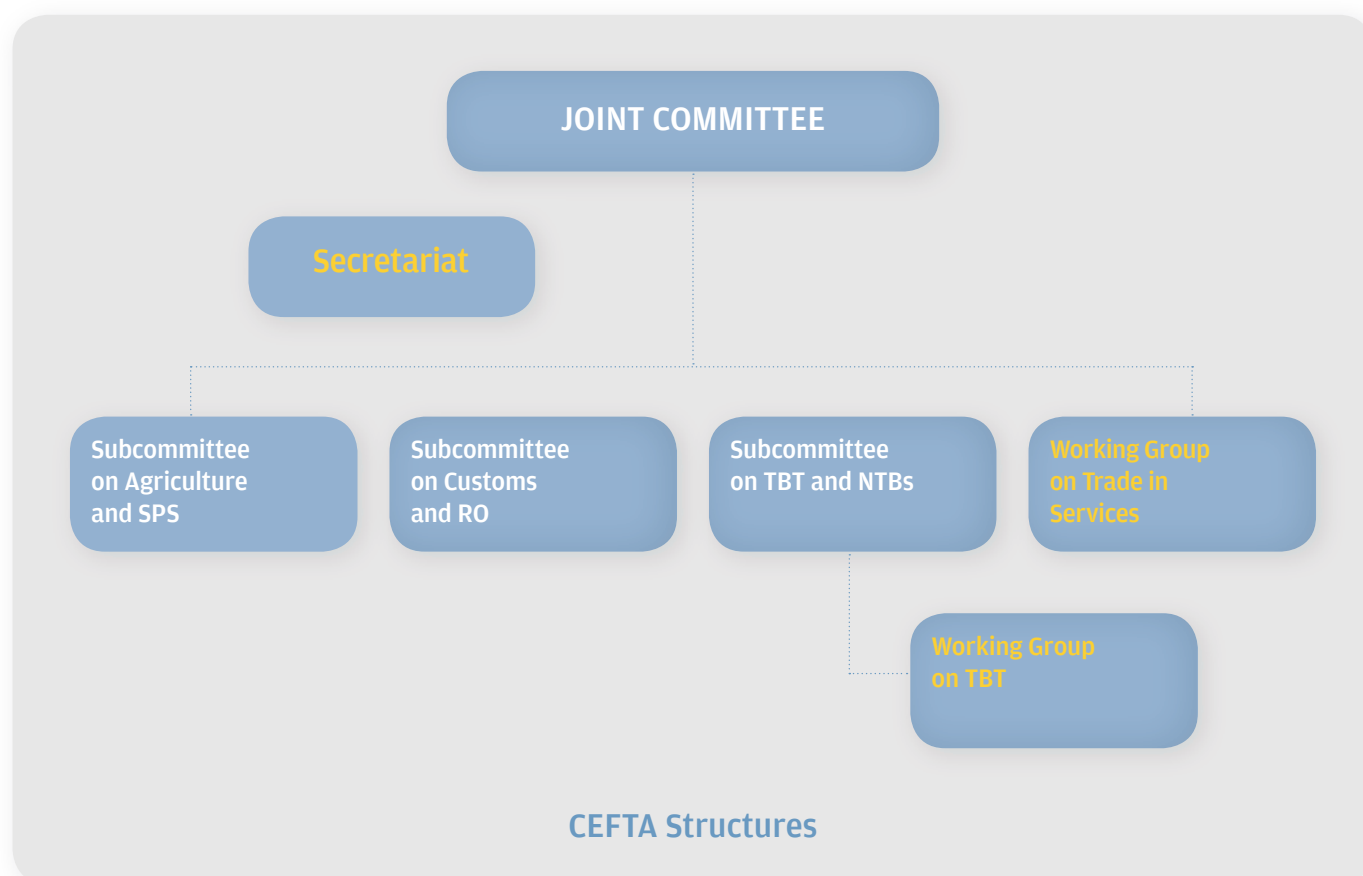 JOINT COMMITTEE
Secretariat
Subcommittee
on Agriculture
and SPS
Subcommittee
on Customs
and RO
Subcommittee
on TBT and NTBs
Working Group
on Trade in
Services
Working Group
on TBT
CEFTA Structures